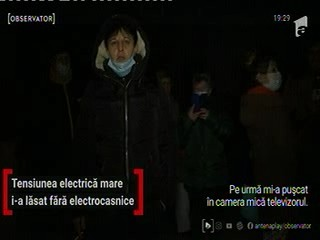 [OBSERVATOR]
19:29
Tensiunea electrică mare
i-a lăsat fără electrocasnice
Pe urmă mi-a pușcat
în camera mică televizorul.
antenaplay/observator